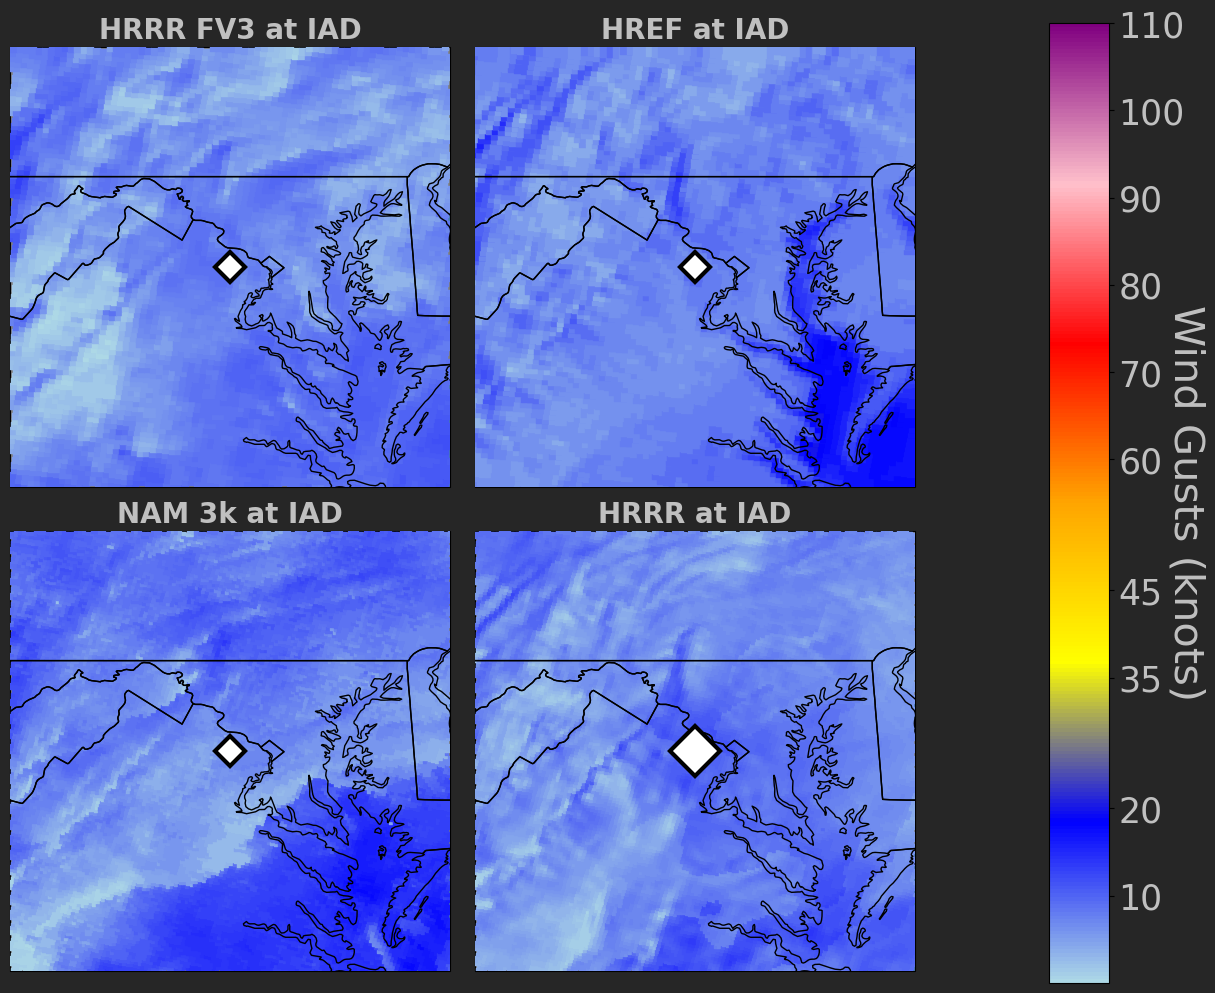 HRRR FV3 at IAD
HREF at IAD
NAM 3k at IAD
HRRR at IAD
110
100
90
80
70
60
45
35
20
10
Wind Gusts (knots)